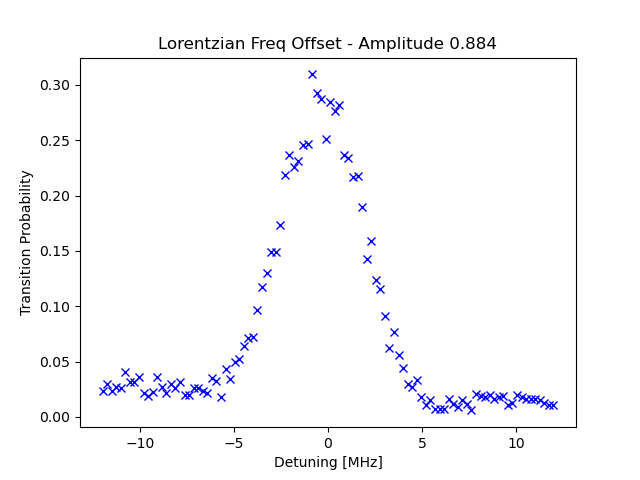 Lorentzian Freq Offset - Amplitude 0.884
0.30
0.25
0.20
0.15
0.10
0.05
0.00
Transition Probability
−10 −5 0 5 10
Detuning [MHz]